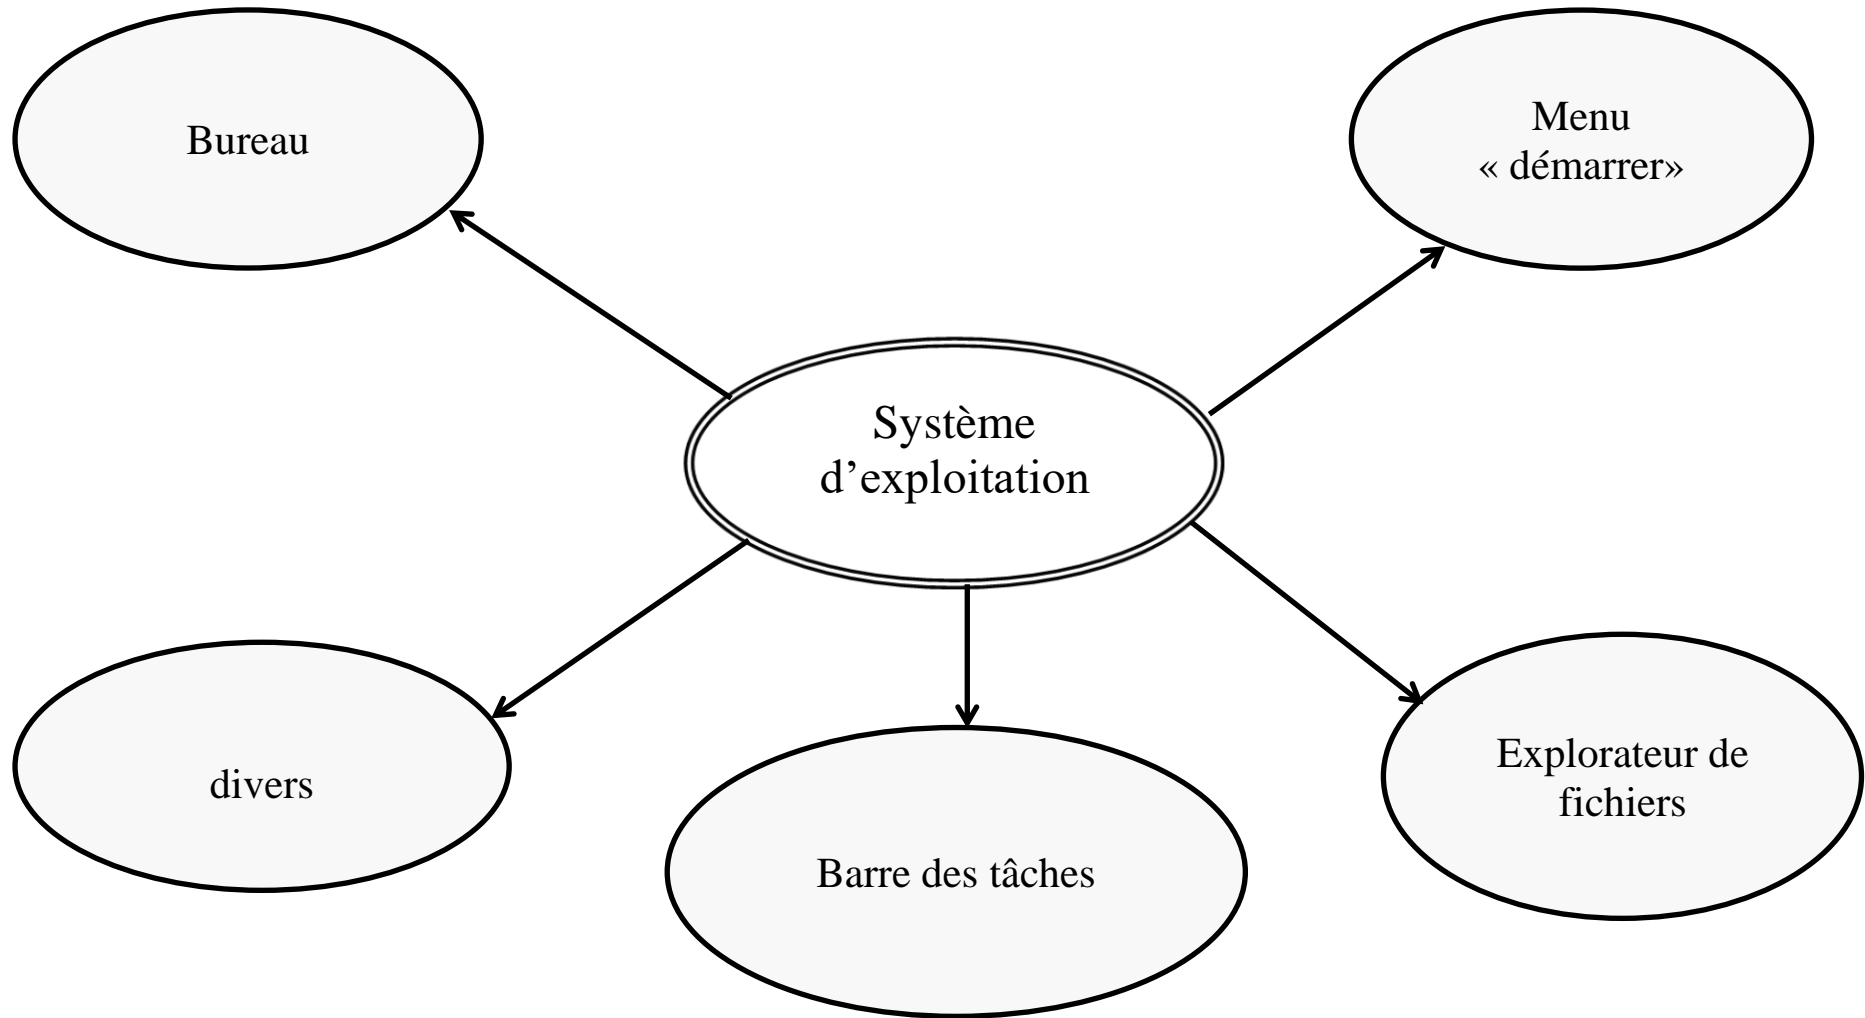 Bureau
Menu
« démarrer»
Système
d’exploitation
divers
Barre des tâches
Explorateur de
fichiers